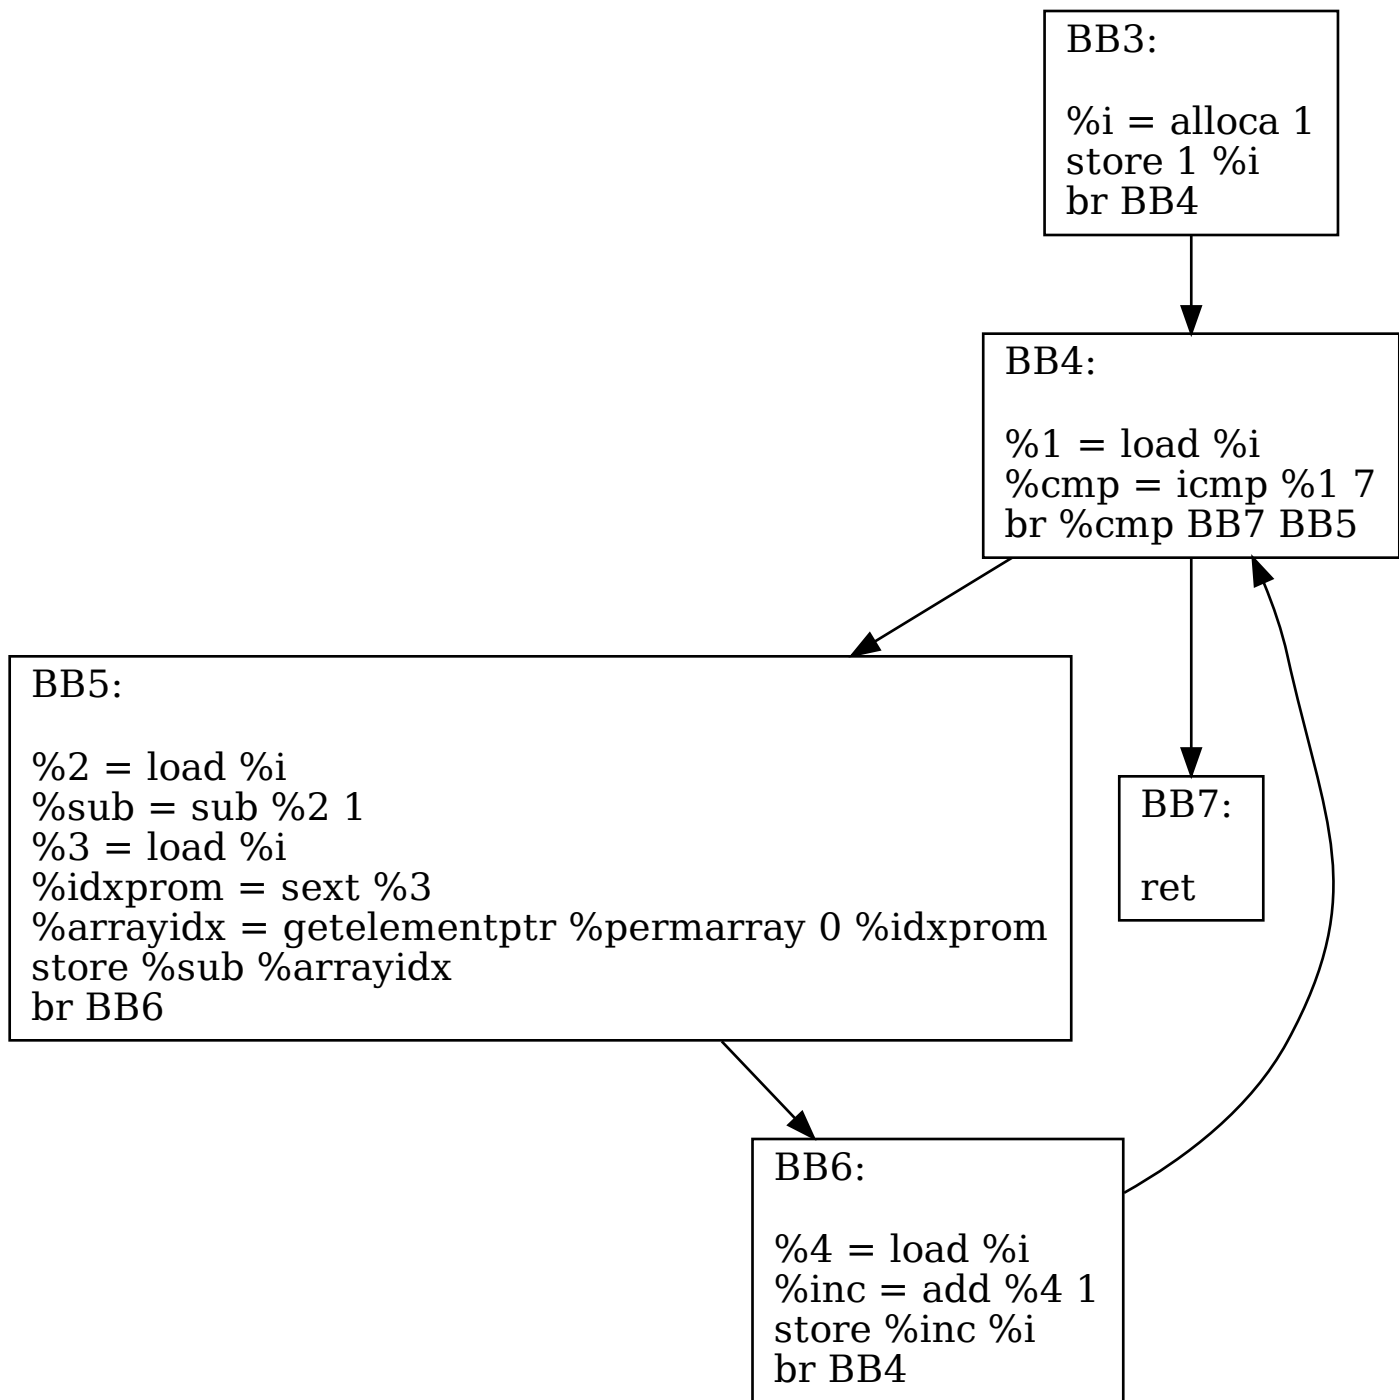 BB3:
%i = alloca 1
store 1 %i
br BB4
BB4:
%1 = load %i
%cmp = icmp %1 7
br %cmp BB7 BB5
BB5:
%2 = load %i
%sub = sub %2 1
%3 = load %i
%idxprom = sext %3
%arrayidx = getelementptr %permarray 0 %idxprom
store %sub %arrayidx
br BB6
BB7:
ret
BB6:
%4 = load %i
%inc = add %4 1
store %inc %i
br BB4